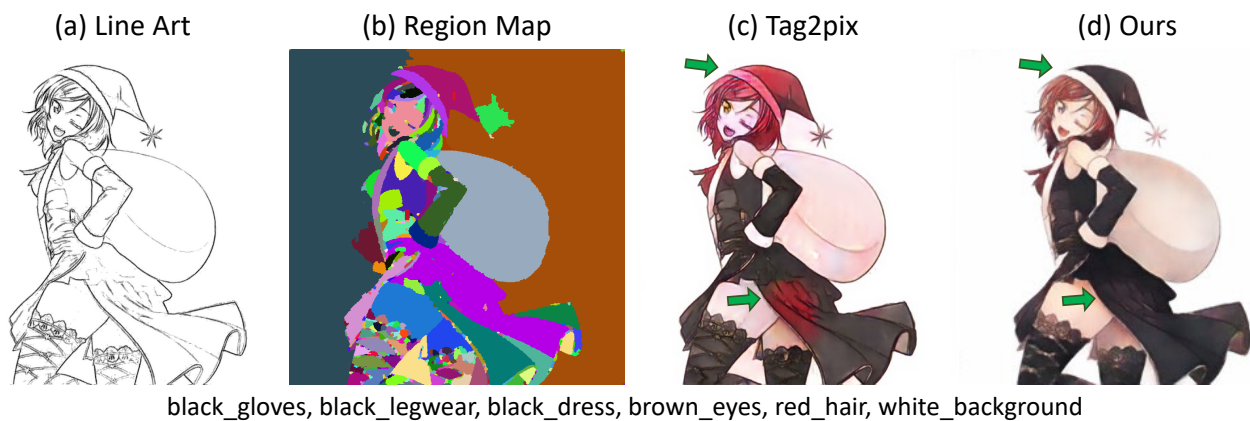 (a) Line Art
(b) Region Map
(c) Tag2pix
(d) Ours
black_gloves, black_legwear, black_dress, brown_eyes, red_hair, white_background